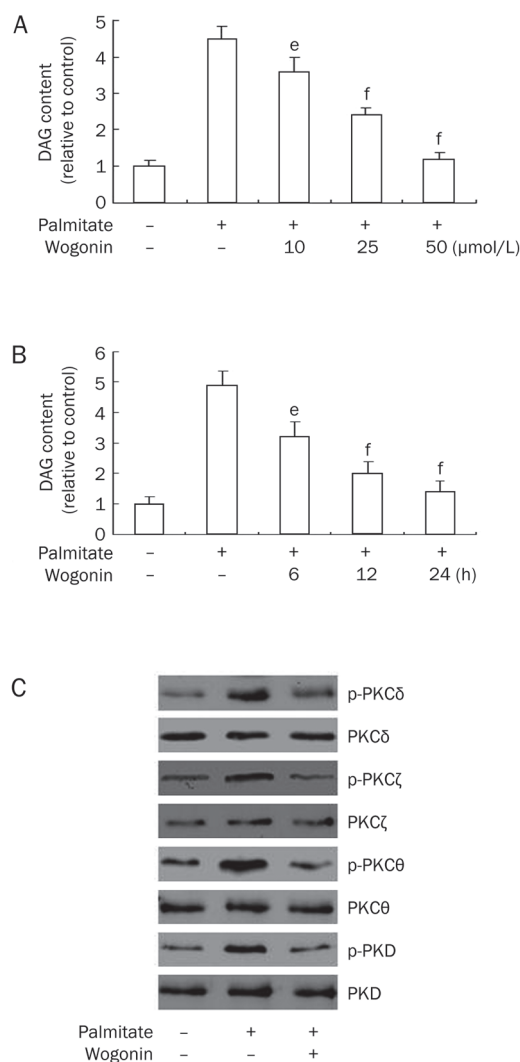 A
DAG content
(relative to control)
5
4
3
2
1
0
e
f
f
Palmitate – + + + +
Wogonin – – 10 25 50 (μmol/L)
B
DAG content
(relative to control)
6
5
4
3
2
1
0
e
f
f
Palmitate – + + + +
Wogonin – – 6 12 24 (h)
C
p-PKCδ
PKCδ
p-PKCζ
PKCζ
p-PKCθ
PKCθ
p-PKD
PKD
Palmitate – + +
Wogonin – – +